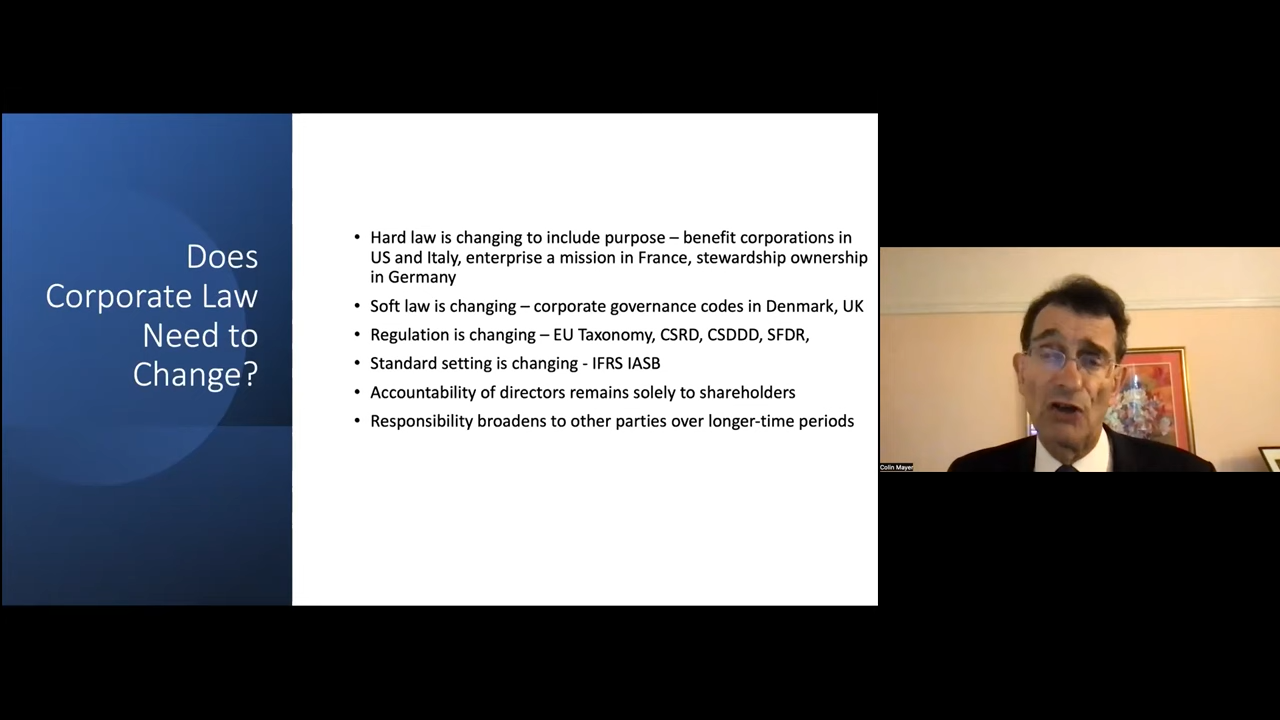 Does
Corporate Law
Need to
Change?
• Hard law is changing to include purpose – benefit corporations in
US and Italy, enterprise a mission in France, stewardship ownership
in Germany
• Soft law is changing – corporate governance codes in Denmark, UK
• Regulation is changing – EU Taxonomy, CSRD, CSDDD, SFDR,
• Standard setting is changing - IFRS IASB
• Accountability of directors remains solely to shareholders
• Responsibility broadens to other parties over longer-time periods
Colin Mayer